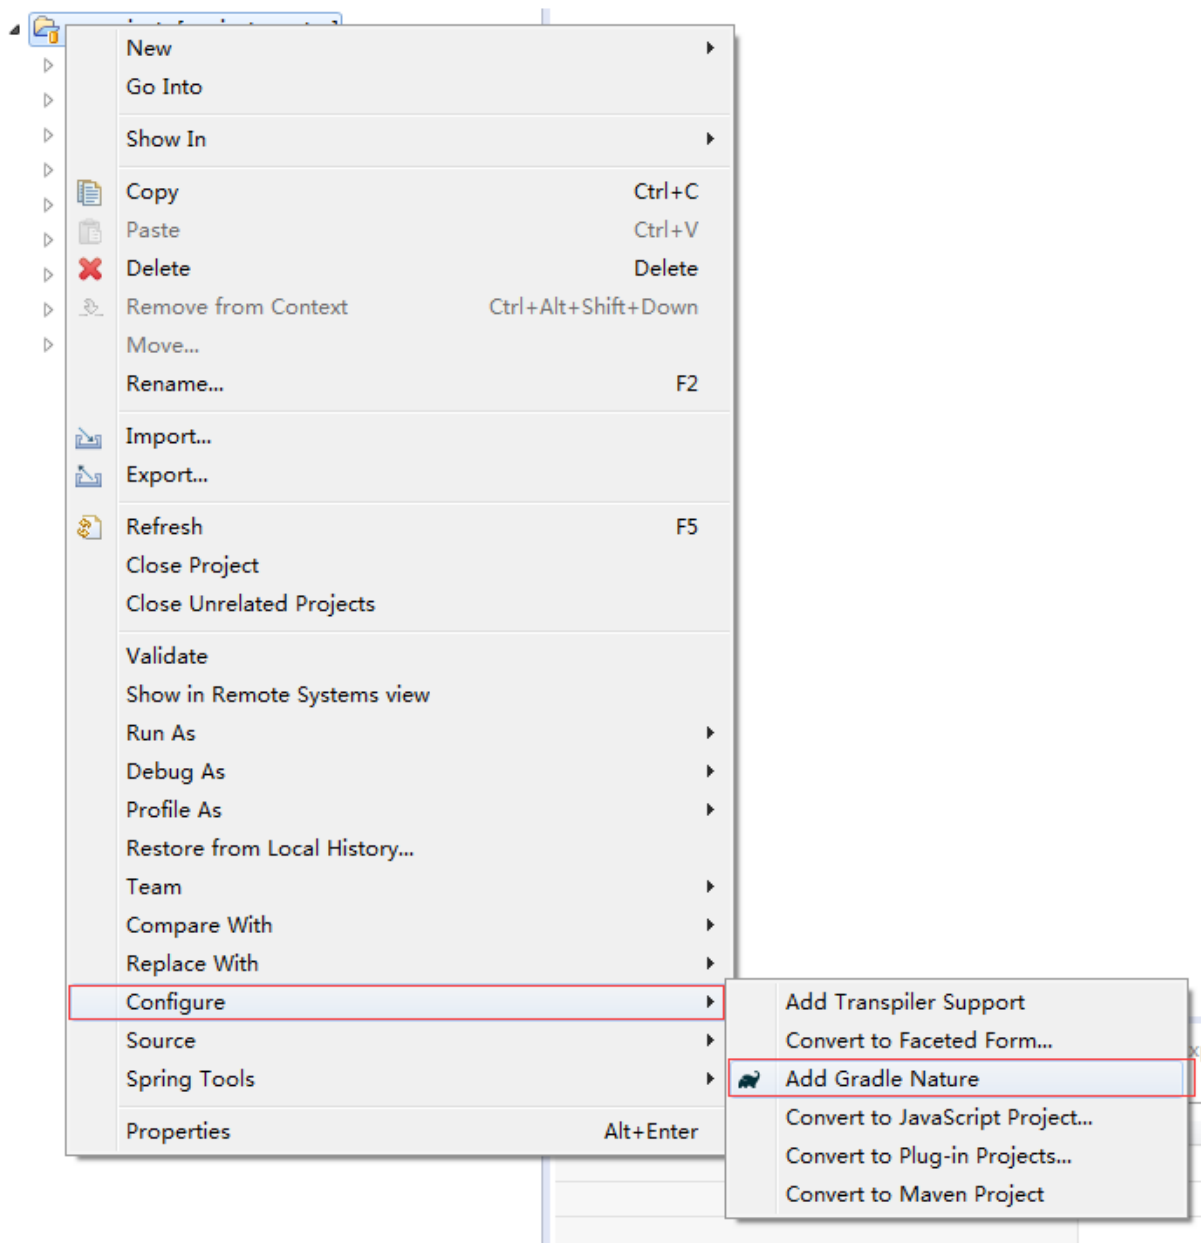 New
Go Into
Show In
Copy Ctrl+C
Paste Ctrl+V
Delete Delete
Remove from Context Ctrl+Alt+Shift+Down
Move...
Rename... F2
Import...
Export...
Refresh F5
Close Project
Close Unrelated Projects
Validate
Show in Remote Systems view
Run As
Debug As
Profile As
Restore from Local History...
Team
Compare With
Replace With
Configure
Source
Spring Tools
Properties Alt+Enter
Add Transpiler Support
Convert to Faceted Form...
Add Gradle Nature
Convert to JavaScript Project...
Convert to Plug-in Projects...
Convert to Maven Project